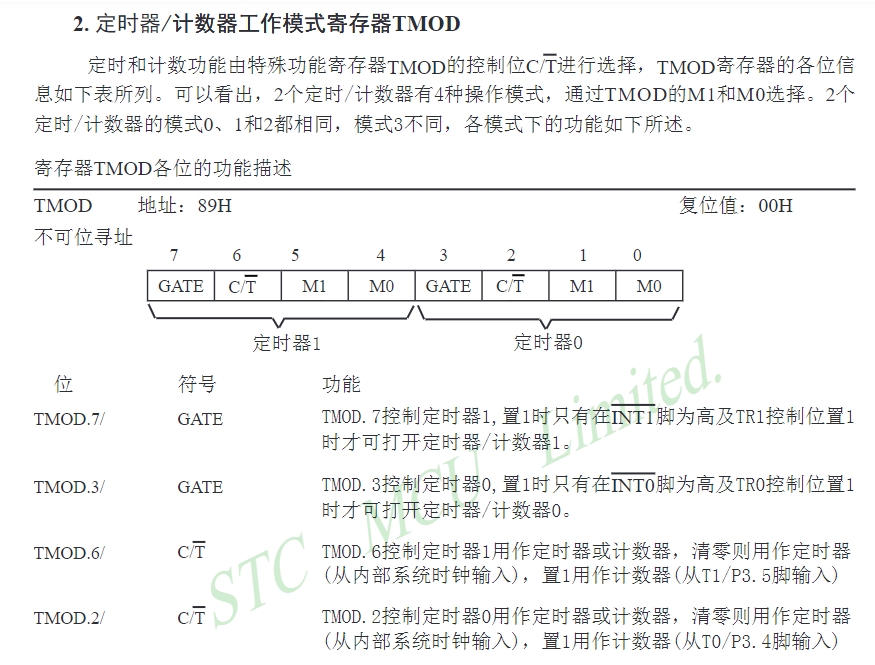 2. 定时器/计数器工作模式寄存器TMOD
定时和计数功能由特殊功能寄存器TMOD的控制位C/T̅进行选择，TMOD寄存器的各位信
息如下表所列。可以看出，2个定时/计数器有4种操作模式，通过TMOD的M1和M0选择。2个
定时/计数器的模式0、1和2都相同，模式3不同，各模式下的功能如下所述。
寄存器TMOD各位的功能描述
TMOD 地址：89H 复位值：00H
不可位寻址
7 6 5 4 3 2 1 0
GATE C/T̅ M1 M0 GATE C/T̅ M1 M0
定时器1 定时器0
位 符号 功能
TMOD.7/ GATE TMOD.7控制定时器1,置1时只有在I̅N̅T̅1̅脚为高及TR1控制位置1
时才可打开定时器/计数器1。
TMOD.3/ GATE TMOD.3控制定时器0,置1时只有在I̅N̅T̅0̅脚为高及TR0控制位置1
时才可打开定时器/计数器0。
TMOD.6/ C/T̅ TMOD.6控制定时器1用作定时器或计数器，清零则用作定时器
(从内部系统时钟输入)，置1用作计数器(从T1/P3.5脚输入)
TMOD.2/ C/T̅ TMOD.2控制定时器0用作定时器或计数器，清零则用作定时器
(从内部系统时钟输入)，置1用作计数器(从T0/P3.4脚输入)
STC MCU Limited.